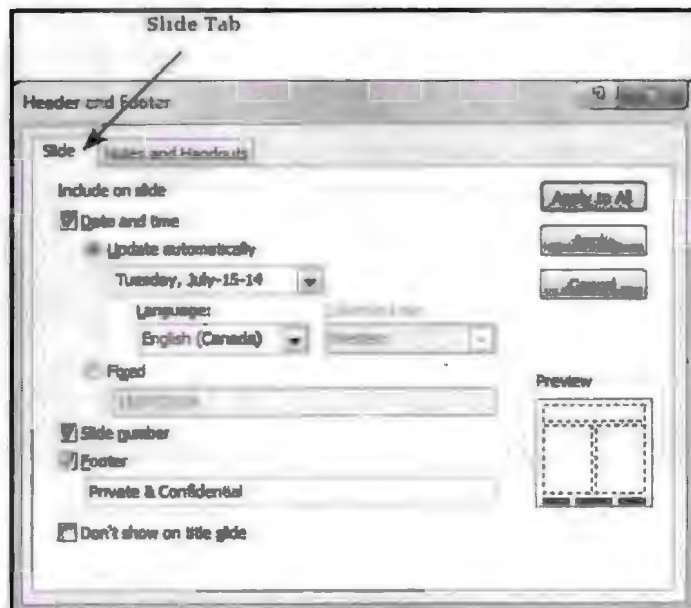 Slide Tab
Header and Footer
Slide
Notes and Handouts
Include on slide
Apply to All
Date and time
Update automatically
Tuesday, July-15-14
Language:
English (Canada)
Cancel
Fixed
Preview
Slide number
Footer
Private & Confidential
Don't show on title slide